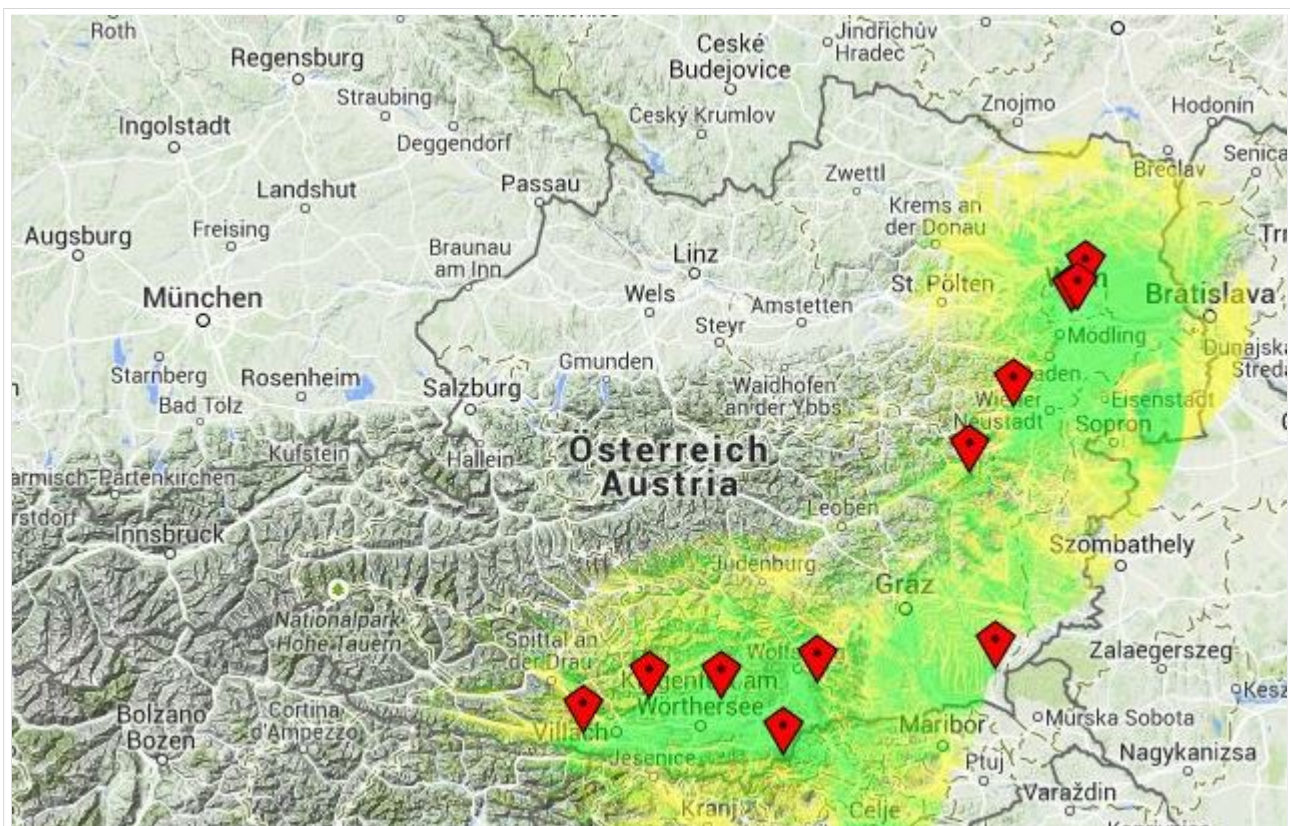 Roth
Regensburg
Straubing
Deggendorf
Ingolstadt
Landshut
Freising
Augsburg
München
Starnberg
Rosenheim
Bad Tölz
Kufstein
Innsbruck
Passau
Braunau
am Inn
Salzburg
Hallein
České
Budejovice
Český Krumlov
Jindřichův
Hradec
Znojmo
Hodonín
Senica
Břeclav
Zwettl
Krems an
der Donau
Linz
Wels
St. Pölten
Amstetten
Steyr
Gmunden
Waidhofen
an der Ybbs
Bratislava
Mödling
Dunajská
Streda
Eisenstadt
Wiener
Neustadt
Sopron
Österreich
Austria
Leoben
Szombathely
Judenburg
Graz
Nationalpark
Hohe Tauern
Spittal an
der Drau
Zalaegerszeg
Bolzano
Bozen
Cortina
d'Ampezzo
Villach
am
Wörthersee
Jesenice
Maribor
Murska Sobota
Ptuj
Nagykanizsa
Varaždin
Kranj
Celje